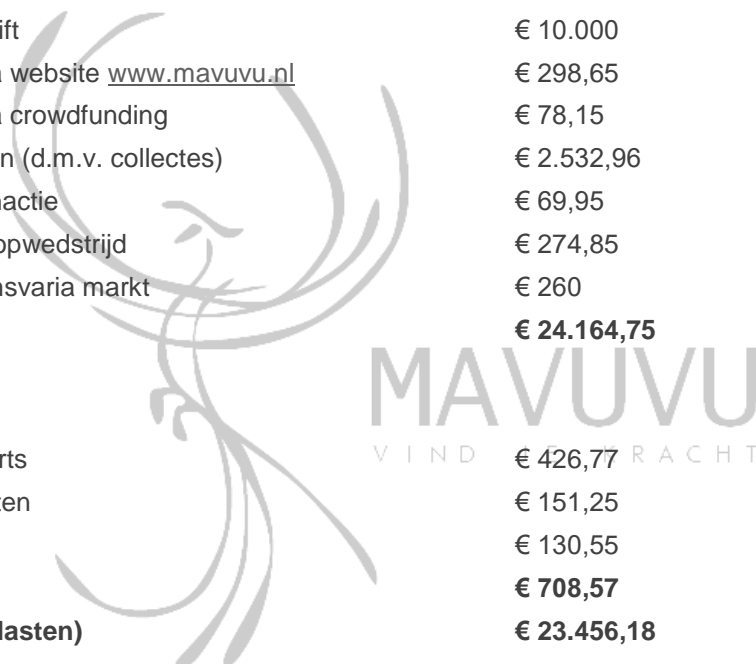 ift € 10.000
a website www.mavuvu.nl € 298,65
a crowdfunding € 78,15
n (d.m.v. collectes) € 2.532,96
nactie € 69,95
opwedstrijd € 274,85
nsvaria markt € 260
€ 24.164,75
MAVUVU
VIND JE KRACHT
rts € 426,77
ten € 151,25
€ 130,55
€ 708,57
lasten) € 23.456,18